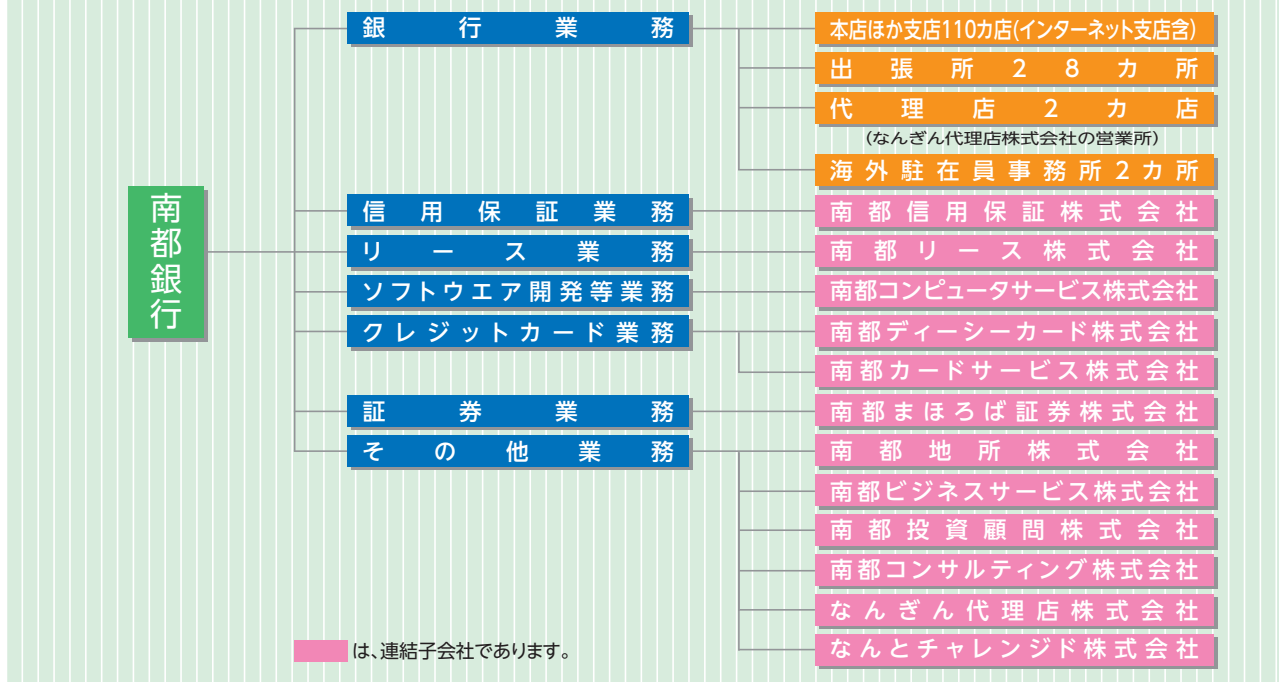 南都銀行
銀行業務
本店ほか支店110カ店(インターネット支店含)
出張所28カ所
代理店2カ店
(なんぎん代理店株式会社の営業所)
海外駐在員事務所2カ所
信用保証業務
南都信用保証株式会社
リース業務
南都リース株式会社
ソフトウエア開発等業務
南都コンピュータサービス株式会社
クレジットカード業務
南都ディーシーカード株式会社
南都カードサービス株式会社
証券業務
南都まほろば証券株式会社
その他業務
南都地所株式会社
南都ビジネスサービス株式会社
南都投資顧問株式会社
南都コンサルティング株式会社
なんぎん代理店株式会社
なんとチャレンジド株式会社
は、連結子会社であります。